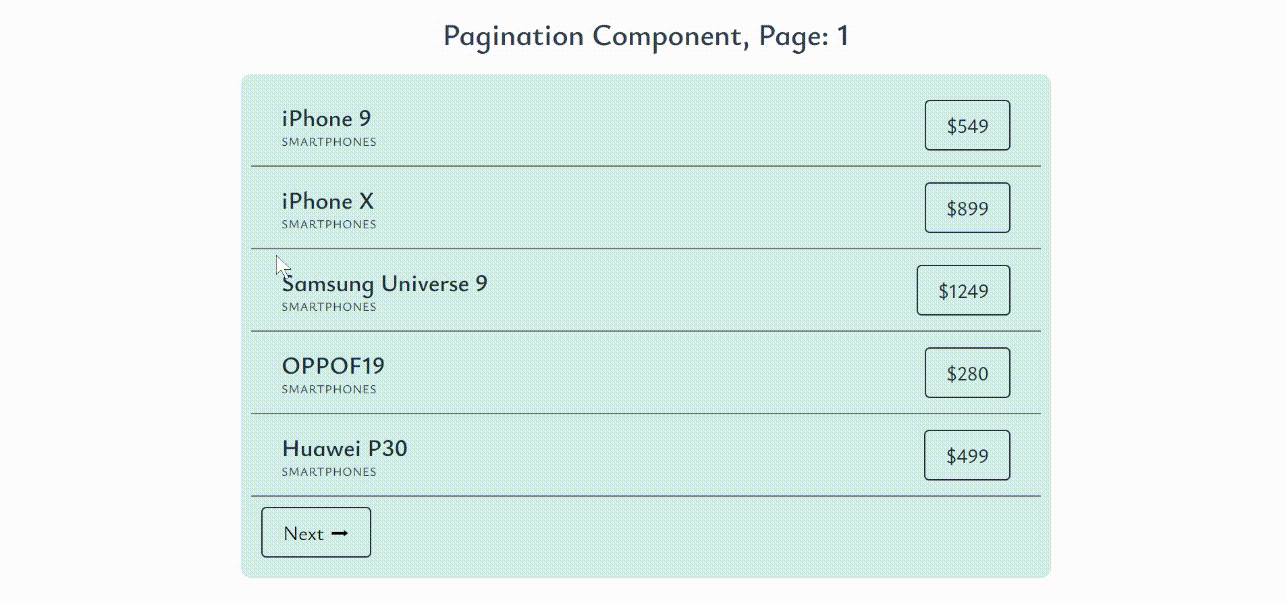 Pagination Component, Page: 1
iPhone 9
SMARTPHONES
$549
iPhone X
SMARTPHONES
$899
Samsung Universe 9
SMARTPHONES
$1249
OPPOF19
SMARTPHONES
$280
Huawei P30
SMARTPHONES
$499
Next ➞